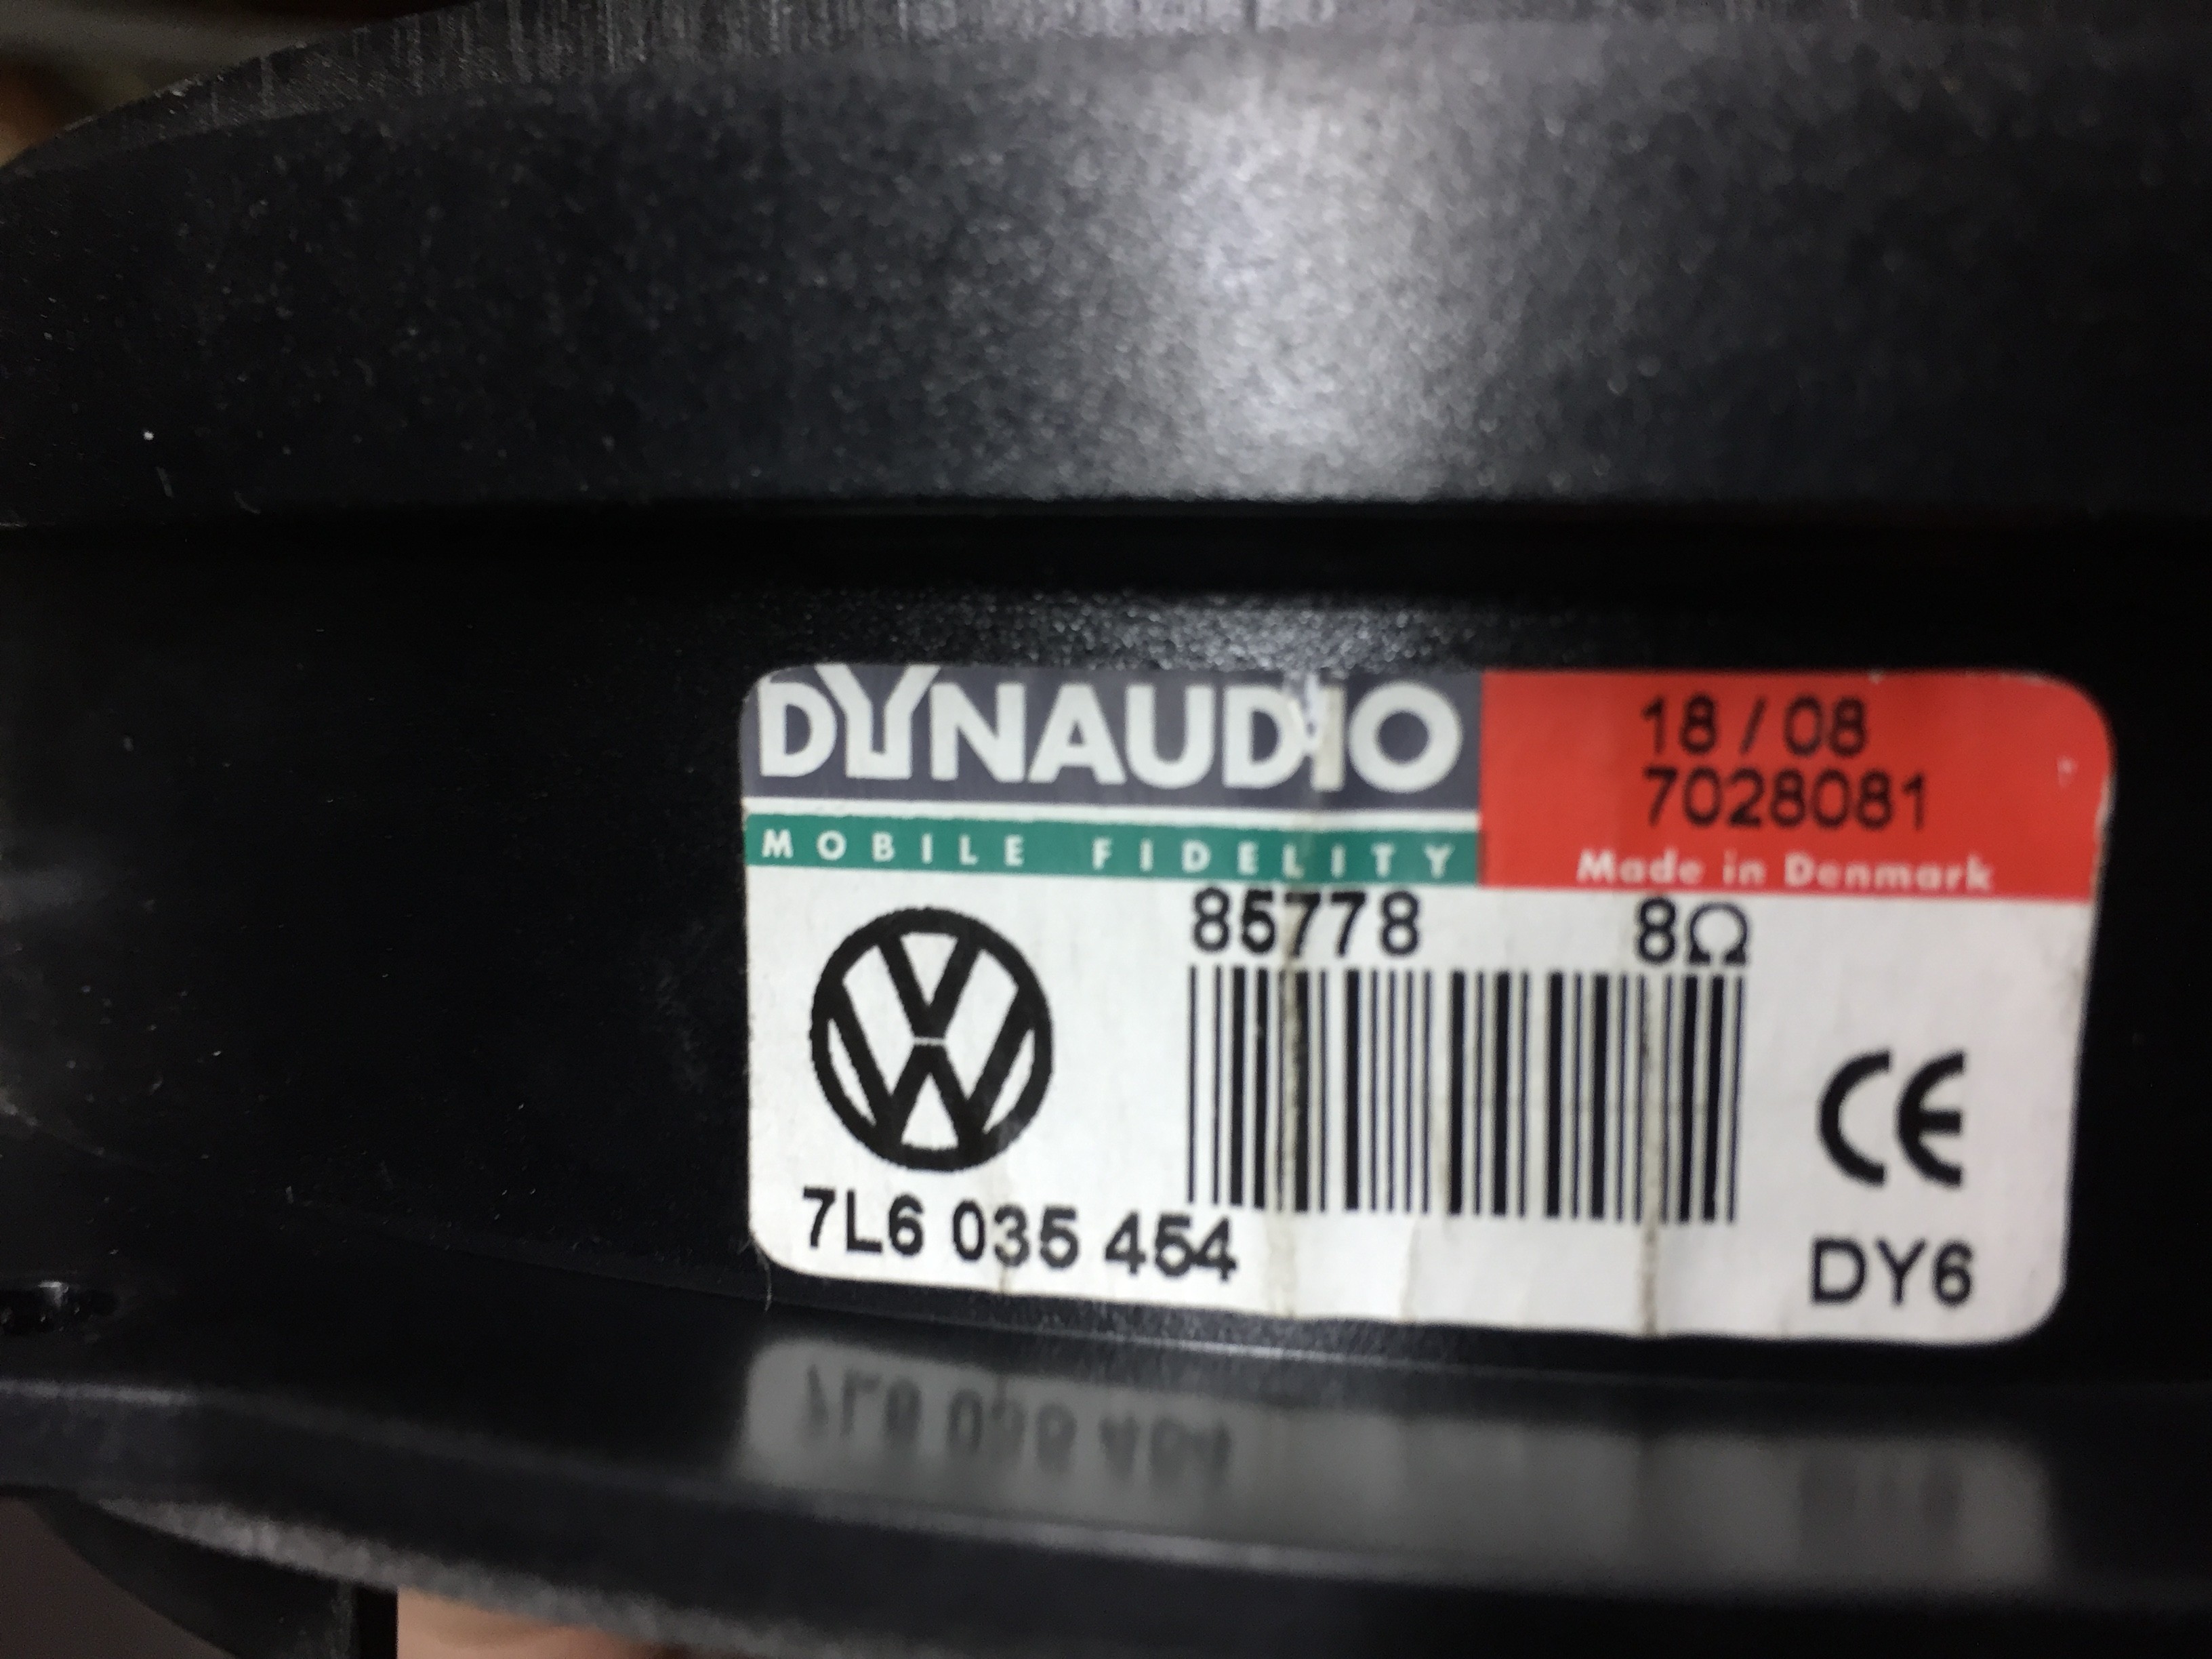 DYNAUDIO
MOBILE FIDELITY
18 / 08
7028081
Made in Denmark
85778 8Ω
CE
7L6 035 454
DY6